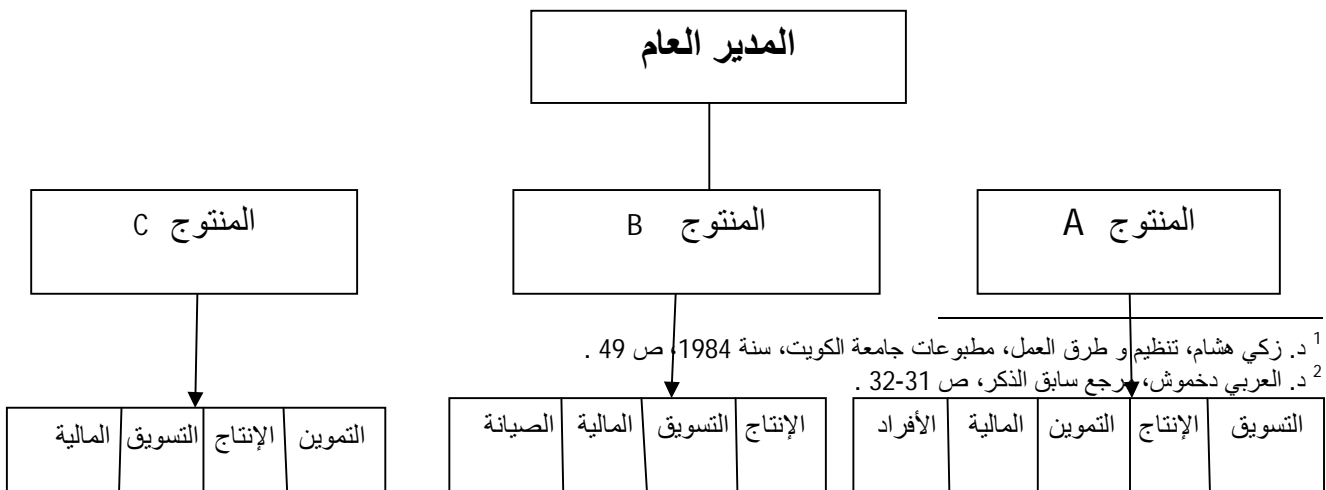 المدير العام
المنتوج A
المنتوج B
المنتوج C
1 د. زكي هشام، تنظيم و طرق العمل، مطبوعات جامعة الكويت، سنة 1984، ص 49 .
2 د. العربي دخموش، مرجع سابق الذكر، ص 31-32 .
التسويق الإنتاج التموين المالية الأفراد
الإنتاج التسويق المالية الصيانة
التموين الإنتاج التسويق المالية